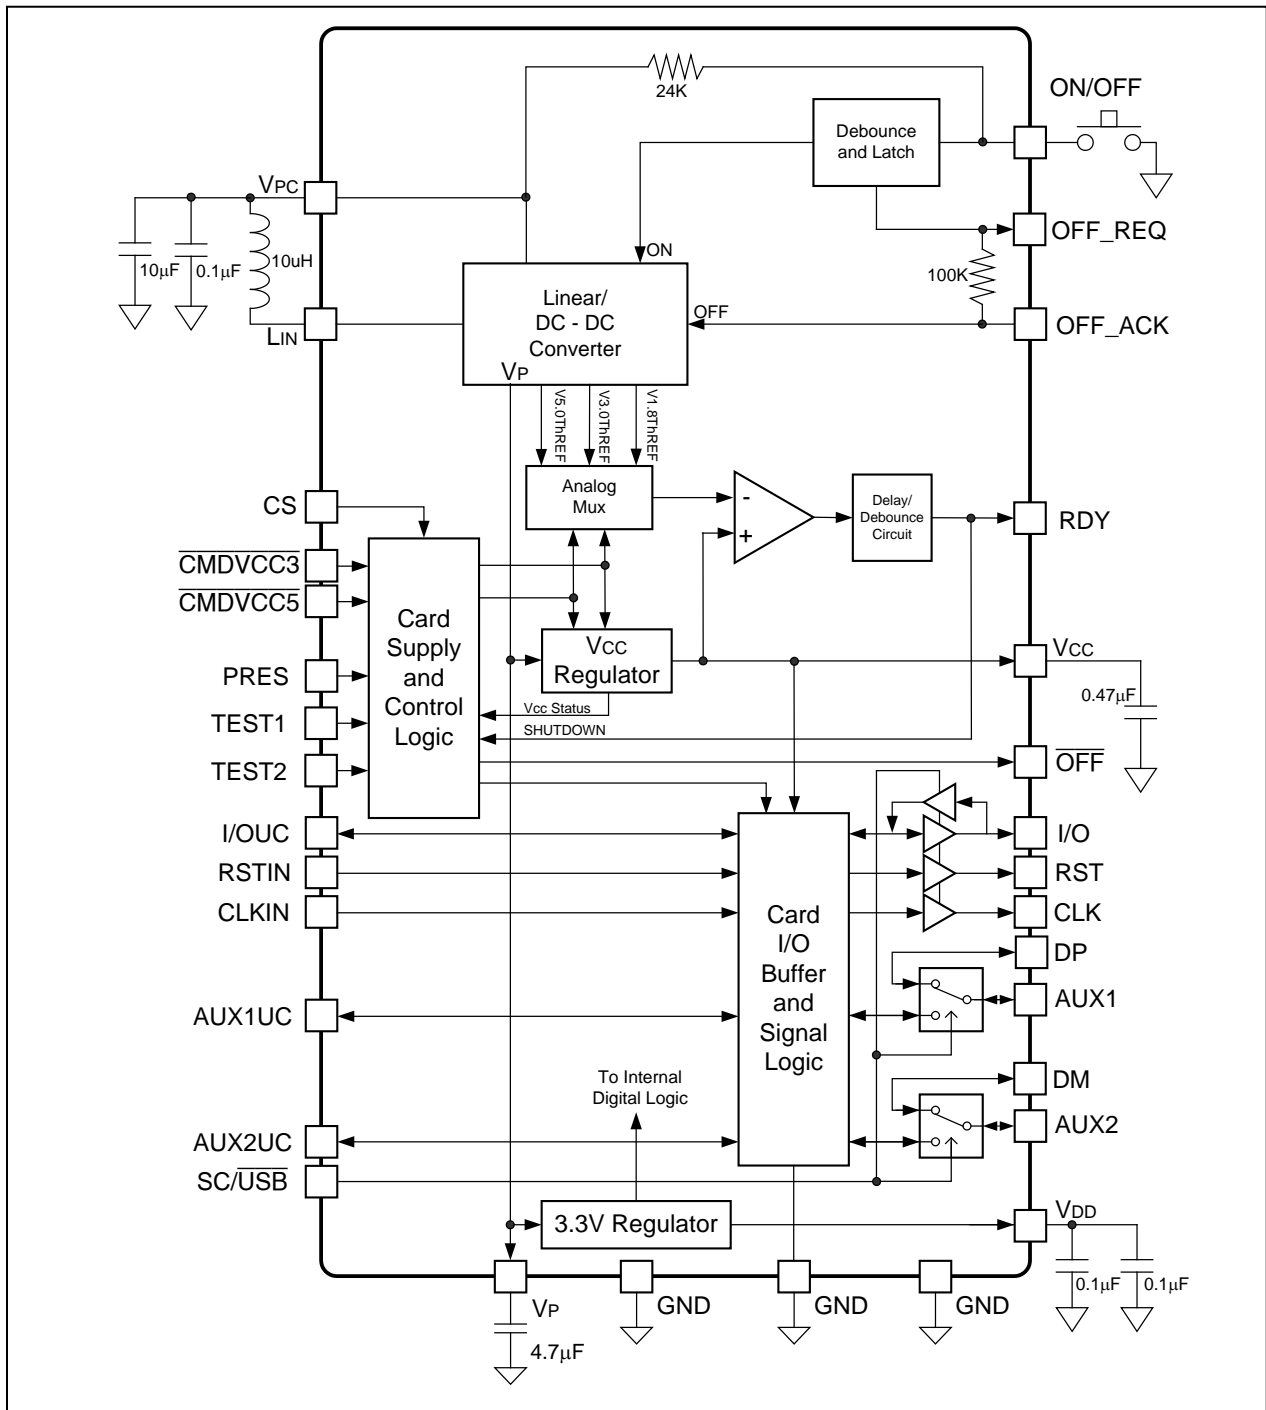 24K
ON/OFF
Debounce
and Latch
VPC
OFF_REQ
10µF
0.1µF
10uH
ON
100K
Linear/
DC - DC
Converter
OFF
OFF_ACK
LIN
VP
V5.0ThREF
V3.0ThREF
V1.8ThREF
Analog
Mux
-
+
Delay/
Debounce
Circuit
RDY
CS
CMDVCC3
CMDVCC5
Card
Supply
and
Control
Logic
VCC
Regulator
VCC
0.47µF
PRES
TEST1
TEST2
Vcc Status
SHUTDOWN
OFF
I/OUC
RSTIN
CLKIN
I/O
RST
CLK
Card
I/O
Buffer
and
Signal
Logic
DP
AUX1
AUX1UC
To Internal
Digital Logic
DM
AUX2
AUX2UC
SC/USB
3.3V Regulator
VDD
0.1µF
0.1µF
VP
GND
GND
GND
4.7µF